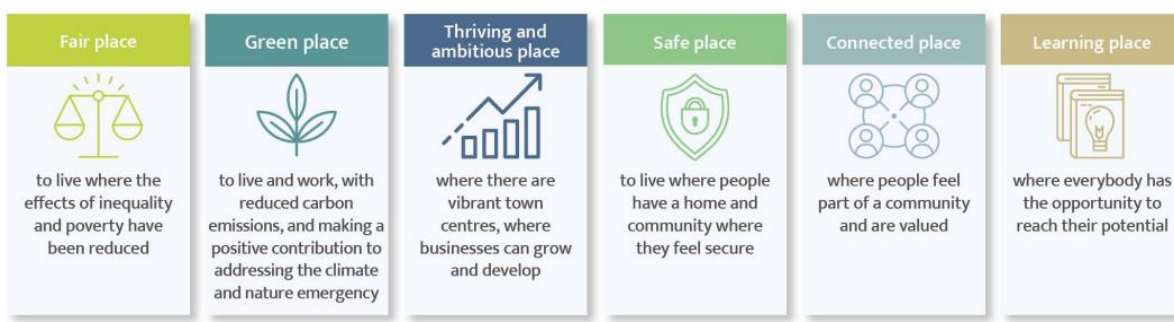 Fair place
to live where the
effects of inequality
and poverty have
been reduced
Green place
to live and work, with
reduced carbon
emissions, and making a
positive contribution to
addressing the climate
and nature emergency
Thriving and
ambitious place
where there are
vibrant town
centres, where
businesses can grow
and develop
Safe place
to live where people
have a home and
community where
they feel secure
Connected place
where people feel
part of a community
and are valued
Learning place
where everybody has
the opportunity to
reach their potential